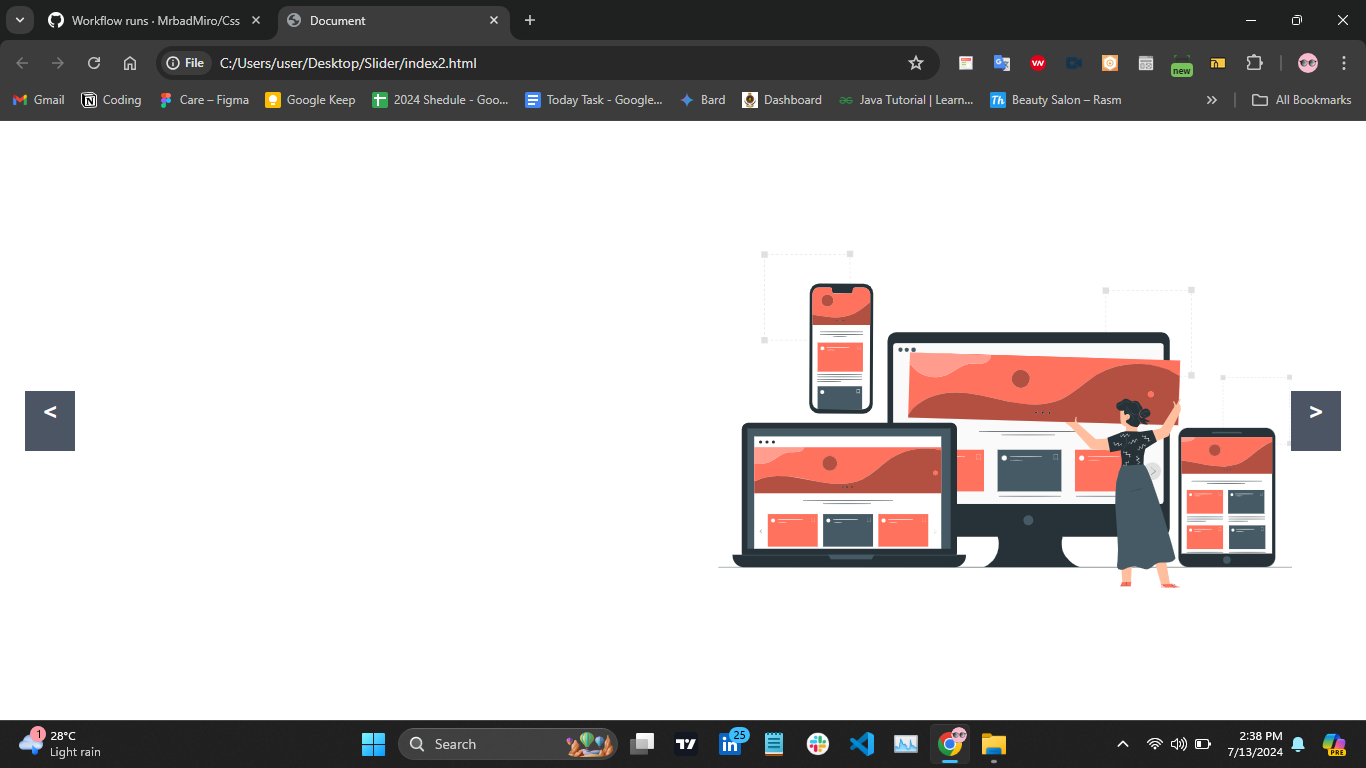 Workflow runs · MrbadMiro/Css
Document
File
C:/Users/user/Desktop/Slider/index2.html
new
Gmail
Coding
Care – Figma
Google Keep
2024 Shedule - Goo...
Today Task - Google...
Bard
Dashboard
Java Tutorial | Learn...
Th Beauty Salon – Rasm
All Bookmarks
<
>
1
28°C
Light rain
Search
25
2:38 PM
7/13/2024
PRE